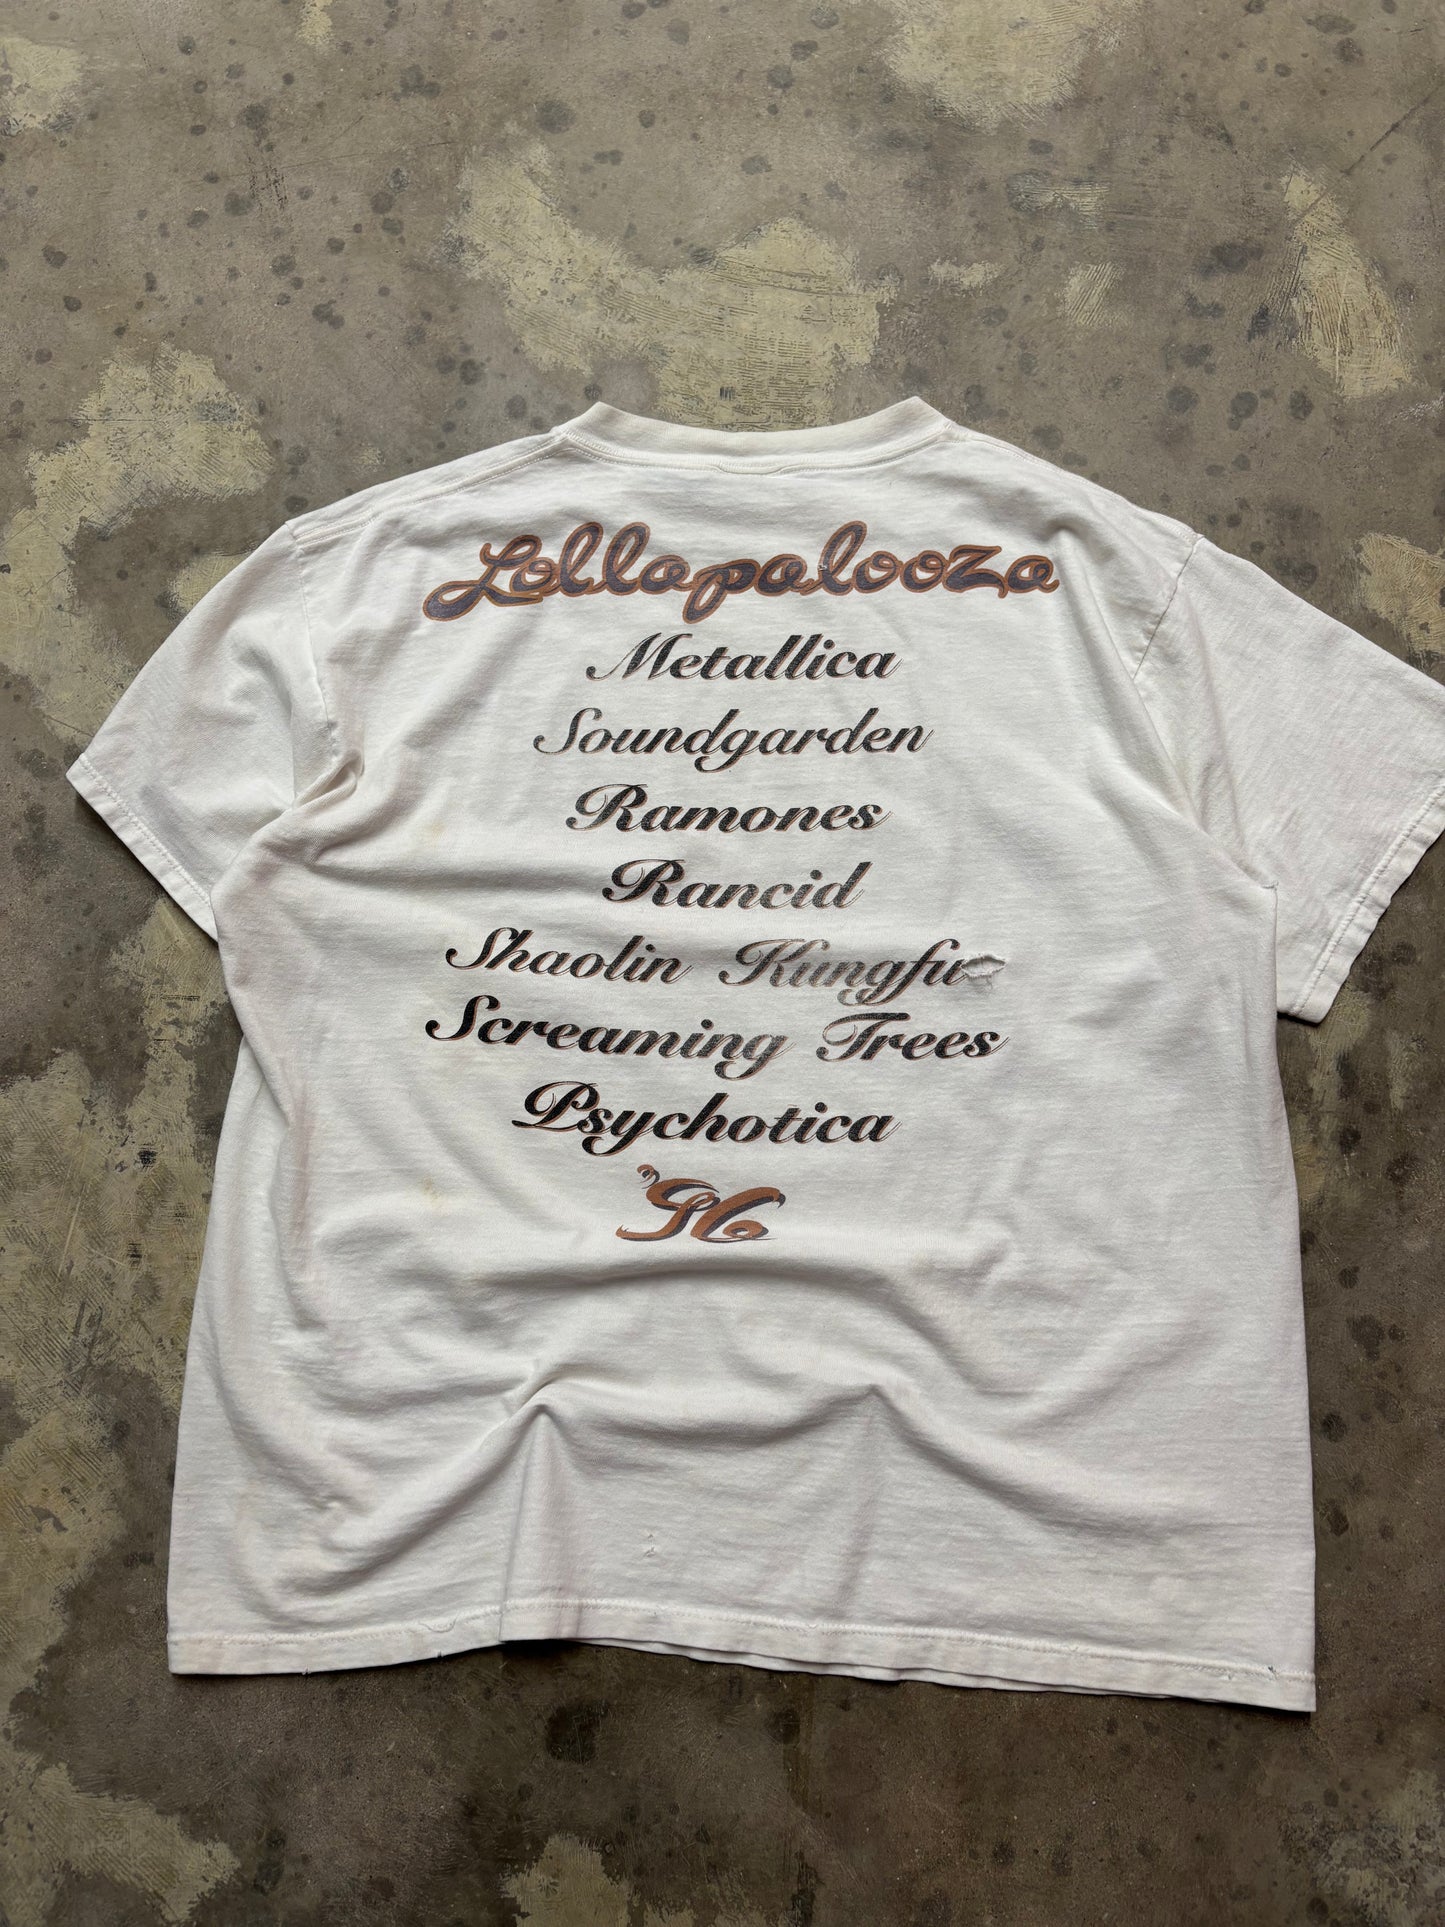 Lollapalooza
Metallica
Soundgarden
Ramones
Rancid
Shaolin Kungfu
Screaming Trees
Psychotica
'96